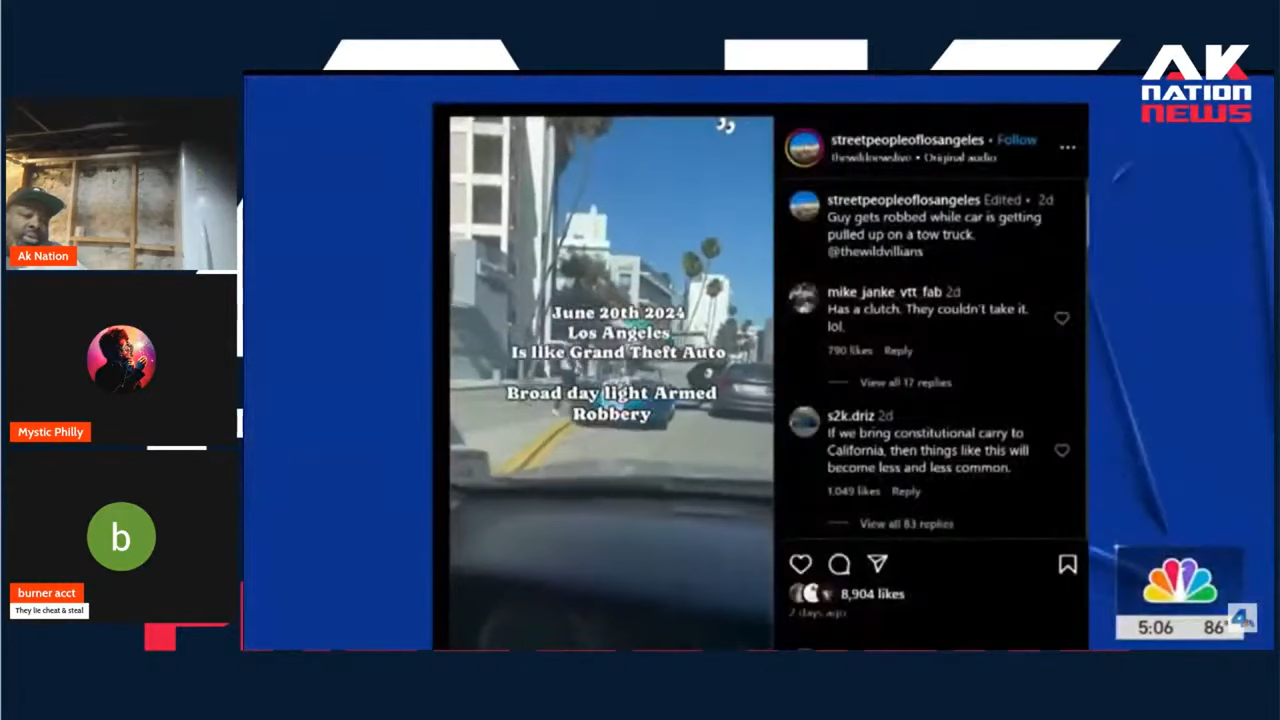 AK
NATION
NEWS
Ak Nation
Mystic Philly
b
burner acct
They lie cheat & steal
June 20th 2024
Los Angeles
Is like Grand Theft Auto
Broad day light Armed
Robbery
streetpeopleoflosangeles • Follow
thewildnewslive • Original audio
streetpeopleoflosangeles Edited • 2d
Guy gets robbed while car is getting
pulled up on a tow truck.
@thewildvillians
mike_janke_vtt_fab 2d
Has a clutch. They couldn't take it.
lol.
790 likes Reply
View all 17 replies
s2k.driz 2d
If we bring constitutional carry to
California, then things like this will
become less and less common.
1,049 likes Reply
View all 83 replies
8,904 likes
2 days ago
5:06 86°
4